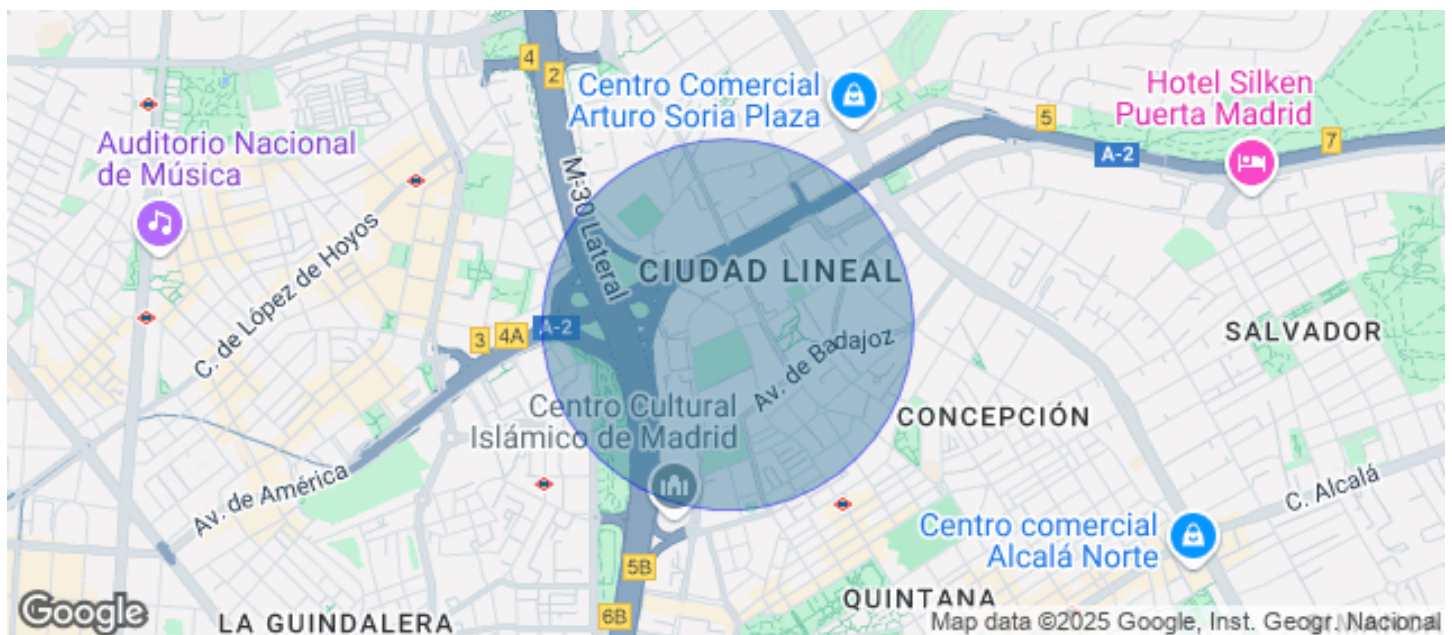 4
2
Centro Comercial
Arturo Soria Plaza
Hotel Silken
Puerta Madrid
5
7
A-2
Auditorio Nacional
de Música
M-30 Lateral
C. de López de Hoyos
CIUDAD LINEAL
3
4A
A-2
SALVADOR
Av. de Badajoz
Centro Cultural
Islámico de Madrid
CONCEPCIÓN
Av. de América
C. Alcalá
Centro comercial
Alcalá Norte
5B
6B
QUINTANA
LA GUINDALERA
Google
Map data ©2025 Google, Inst. Geogr. Nacional